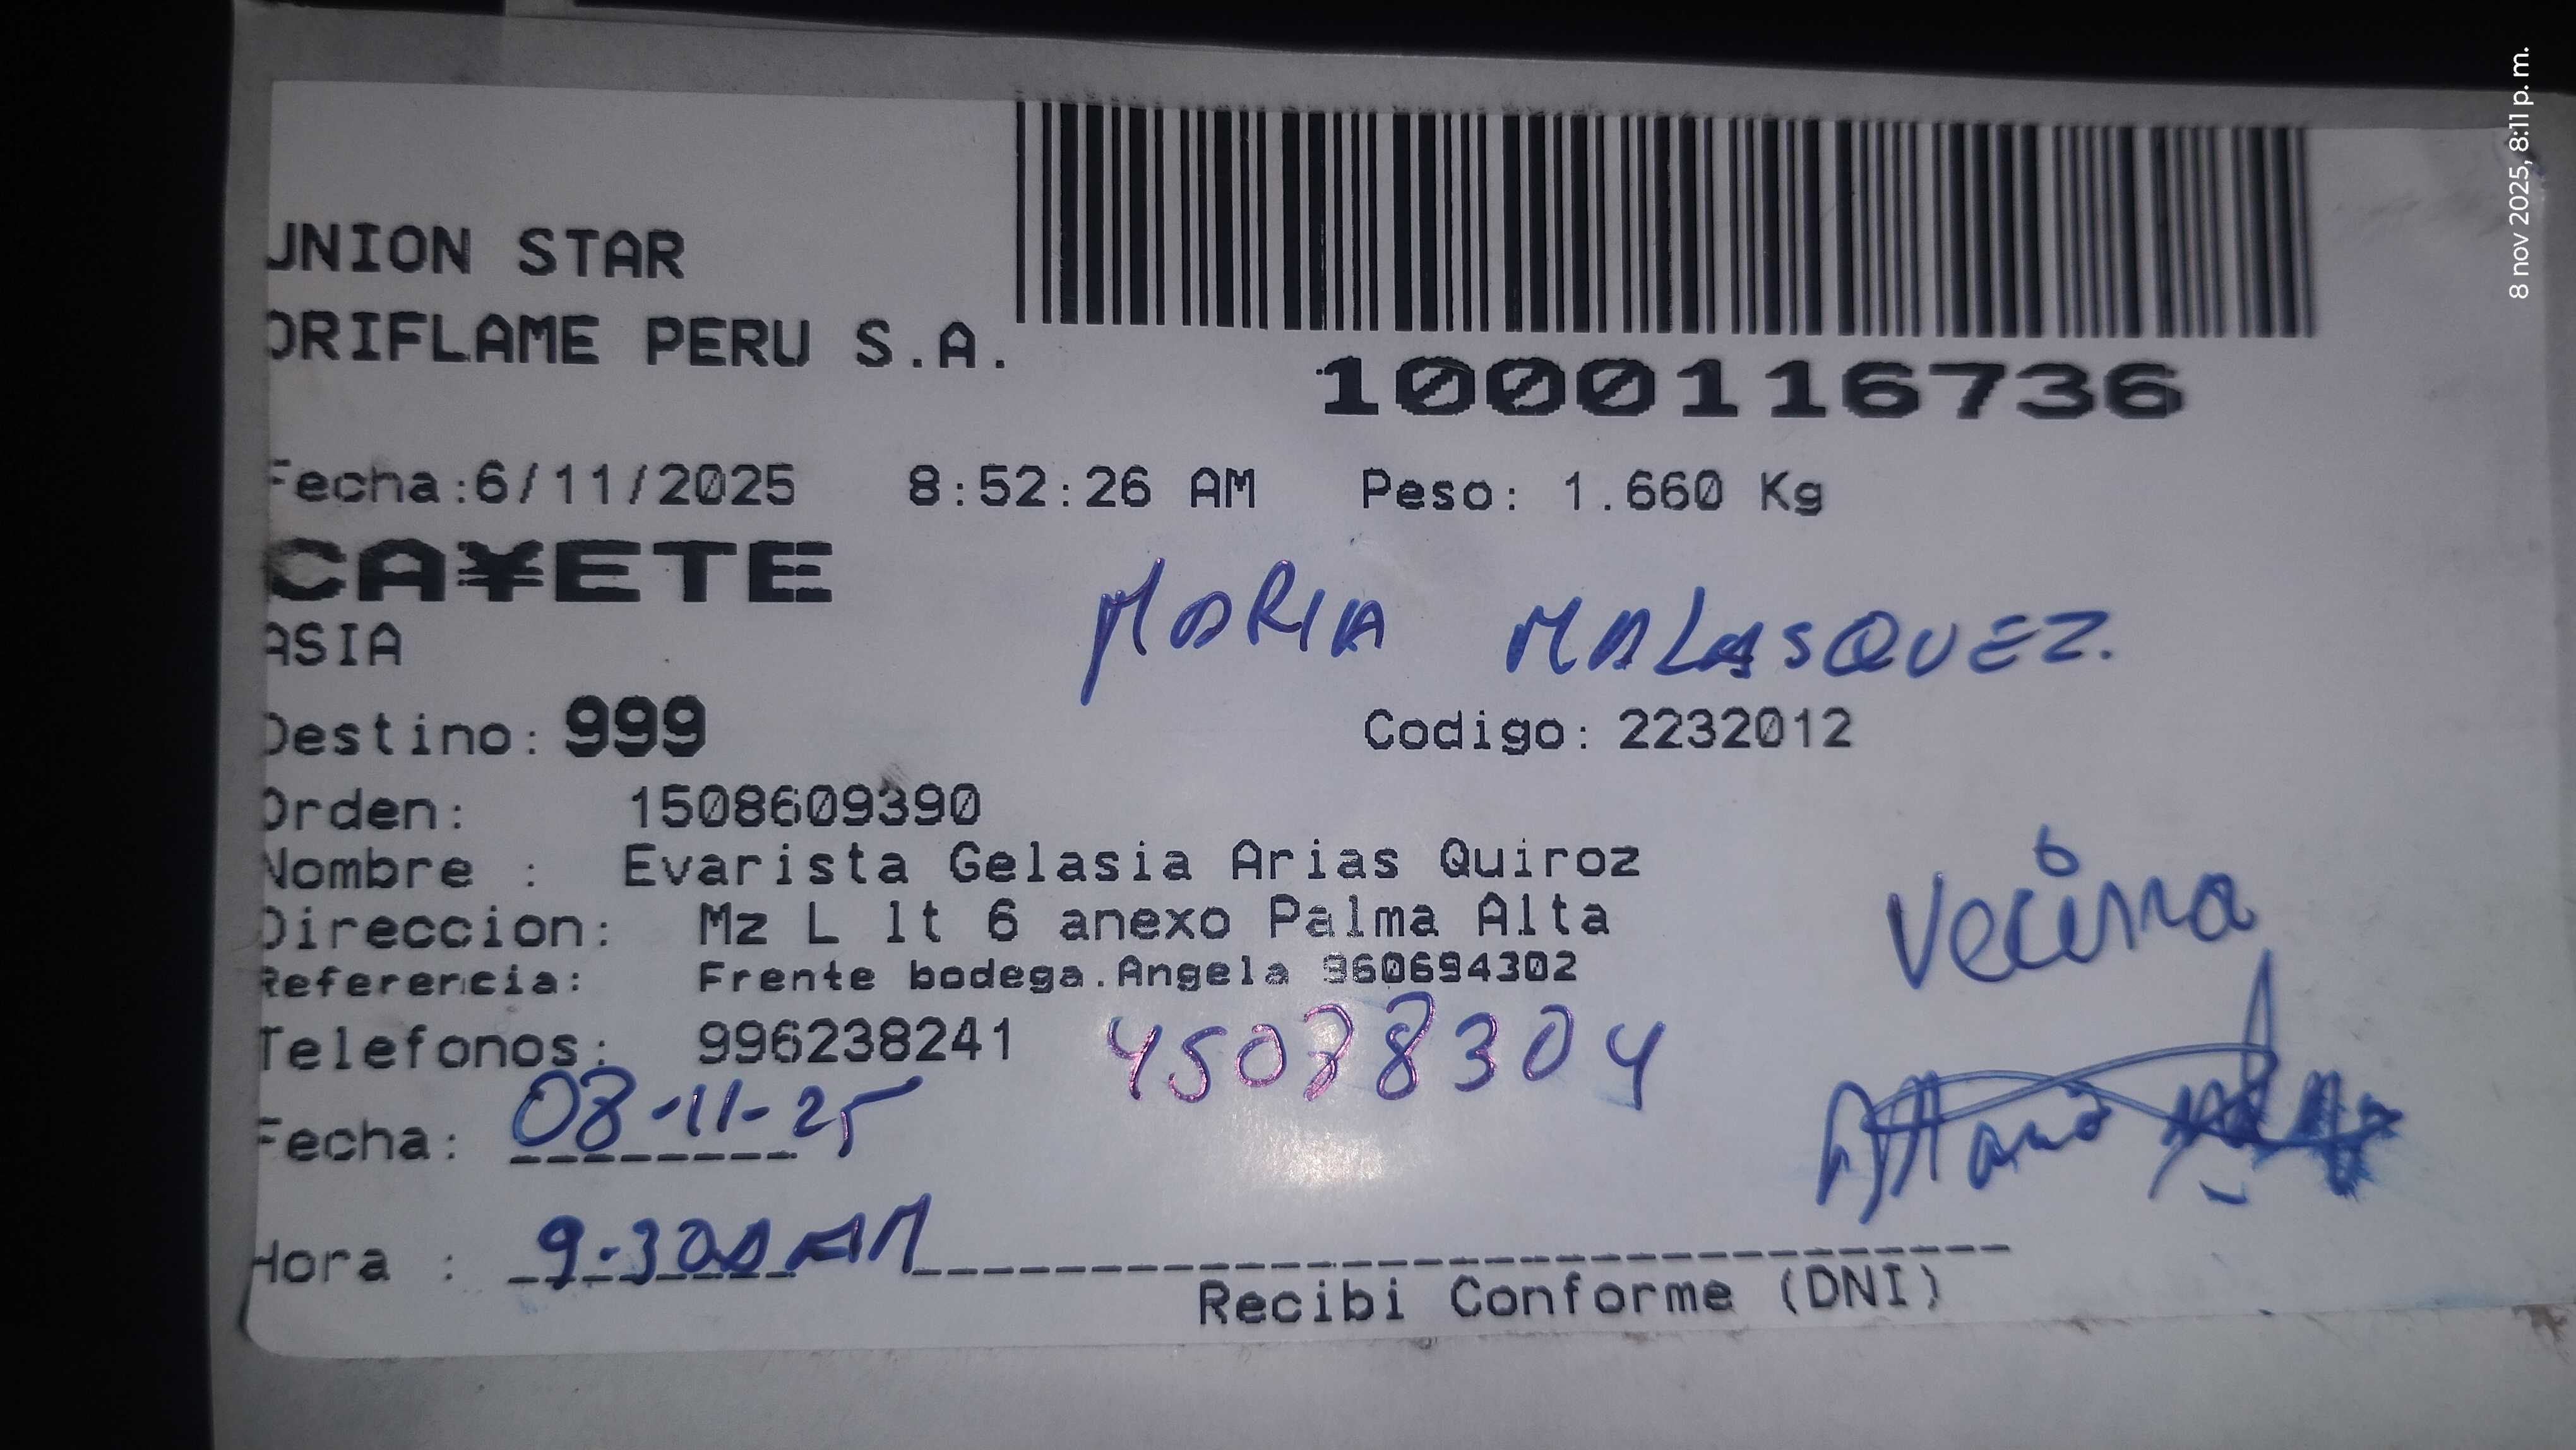 UNION STAR
ORIFLAME PERU S.A.
1000116736
Fecha:6/11/2025 8:52:26 AM Peso: 1.660 Kg
CA¥ETE
ASIA
MARIA MALASQUEZ.
Destino: 999 Codigo: 2232012
Orden: 1508609390
Nombre : Evarista Gelasia Arias Quiroz
Direccion: Mz L lt 6 anexo Palma Alta
Vecina
Referencia: Frente bodega.Angela 960694302
Telefonos: 996238241 45078304
Fecha: 08-11-25
Hora : 9-30 AM
Recibi Conforme (DNI)
8 nov 2025, 8:11 p. m.